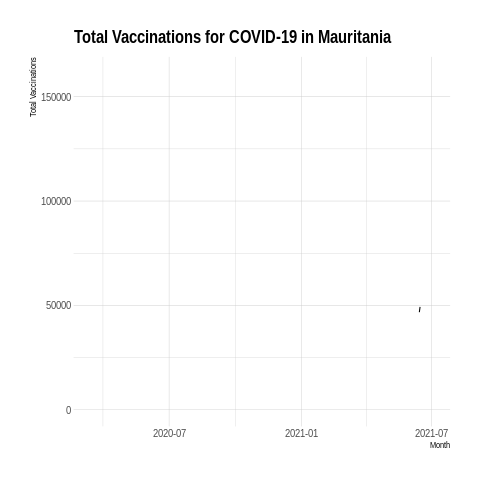 Total Vaccinations for COVID-19 in Mauritania
Total Vaccinations
150000
100000
50000
0
2020-07
2021-01
2021-07
Month